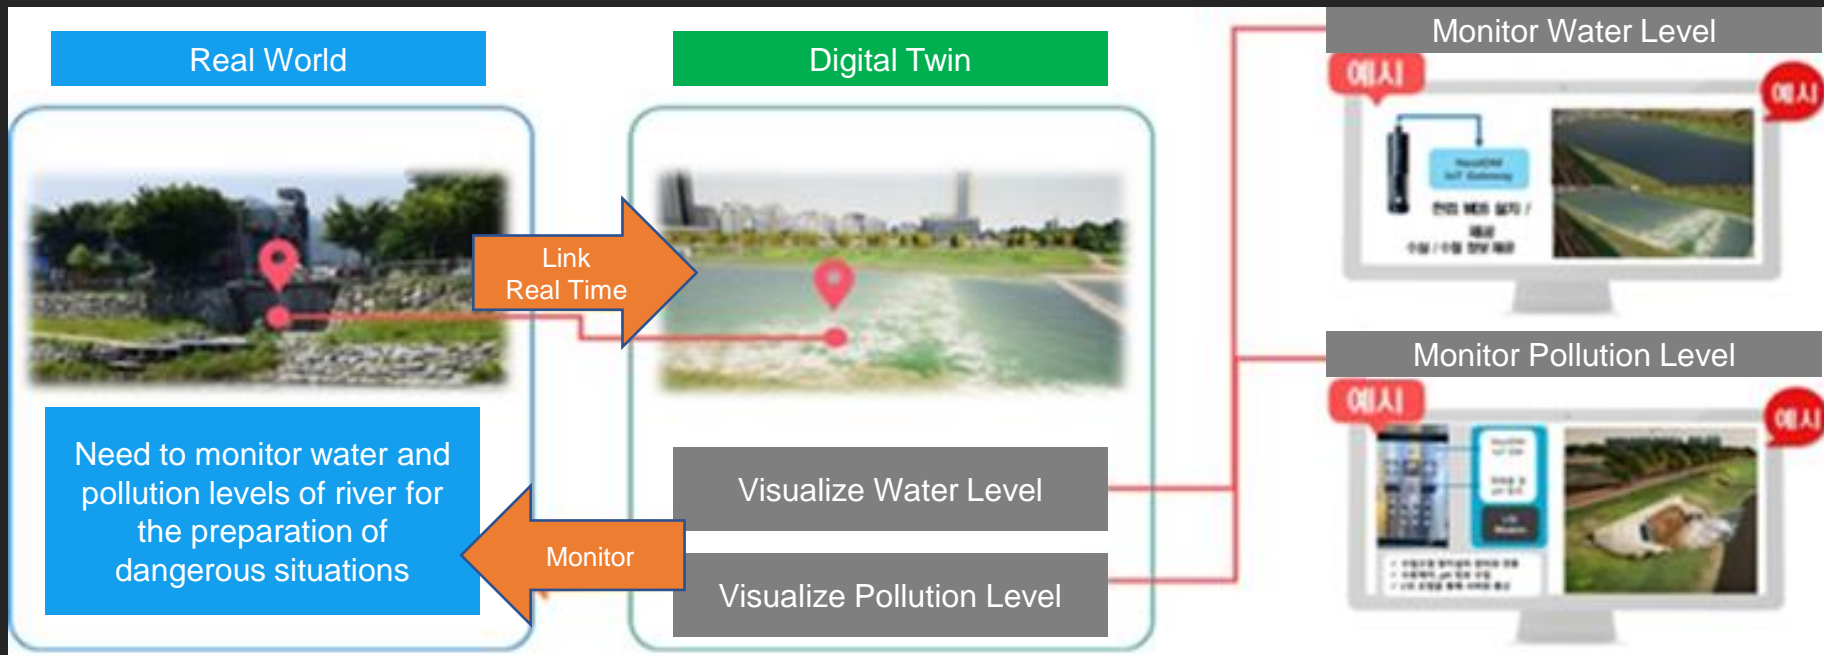 Real World
Digital Twin
Monitor Water Level
예시
예시
IoT Gateway
Link
Real Time
Monitor Pollution Level
예시
예시
Need to monitor water and
pollution levels of river for
the preparation of
dangerous situations
Monitor
Visualize Water Level
Visualize Pollution Level